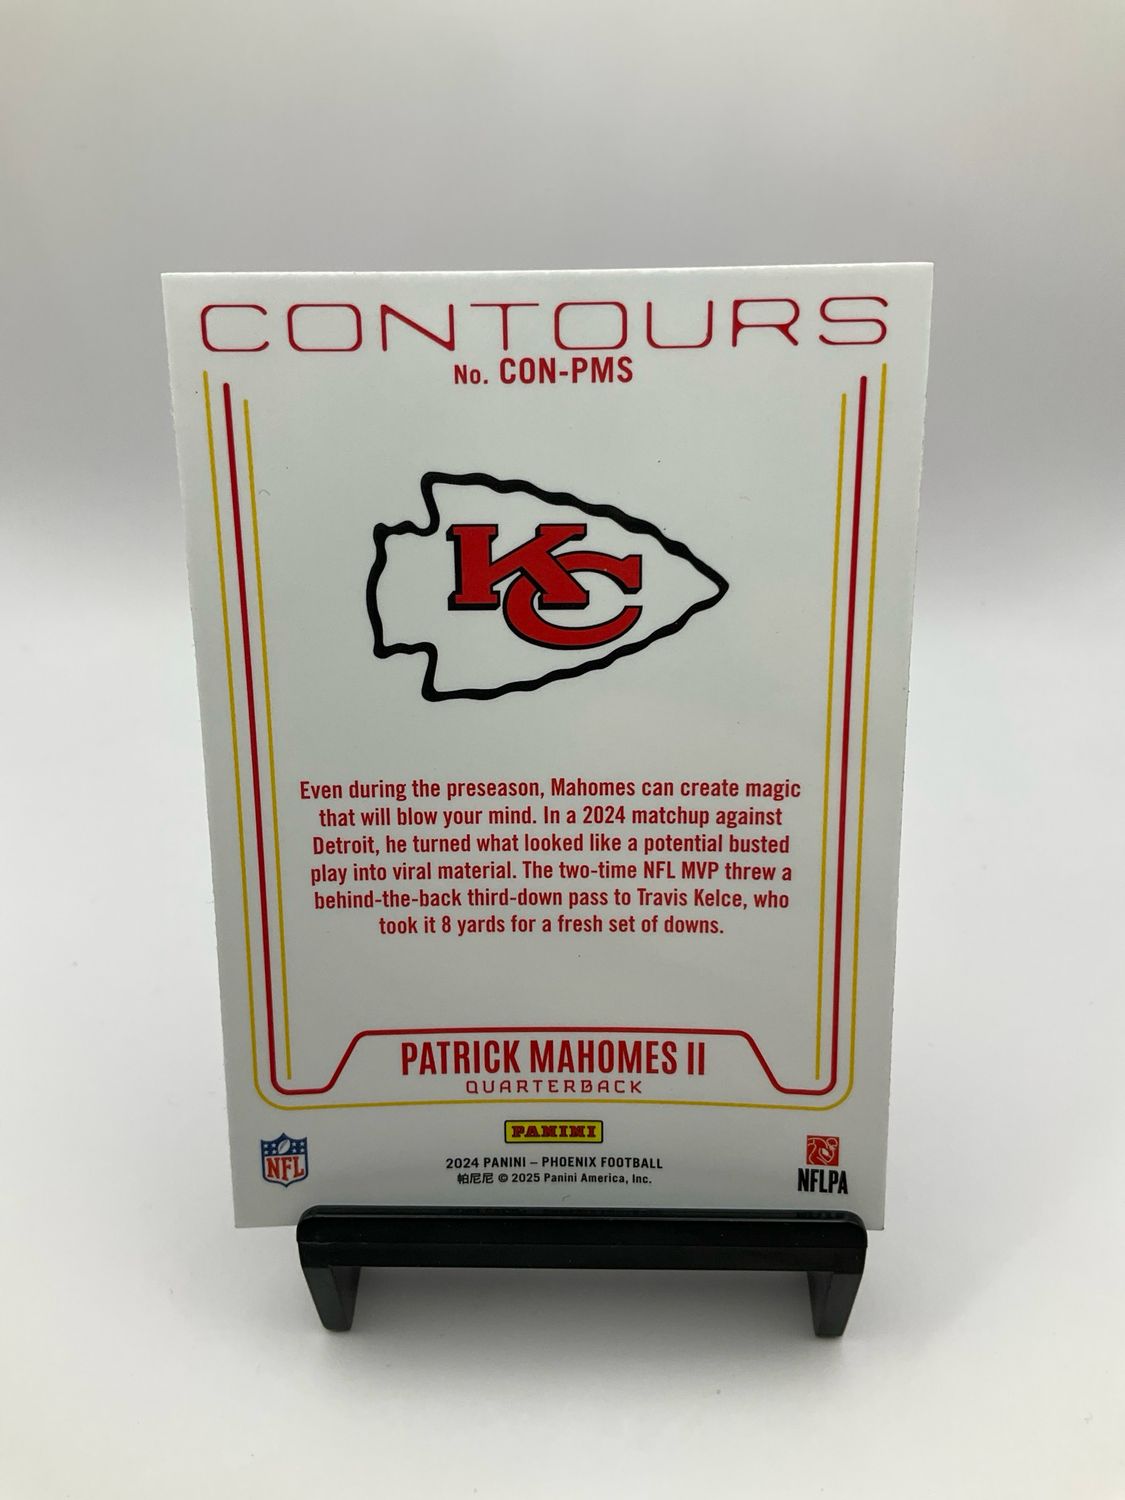 CONTOURS
No. CON-PMS
KC
Even during the preseason, Mahomes can create magic
that will blow your mind. In a 2024 matchup against
Detroit, he turned what looked like a potential busted
play into viral material. The two-time NFL MVP threw a
behind-the-back third-down pass to Travis Kelce, who
took it 8 yards for a fresh set of downs.
PATRICK MAHOMES II
QUARTERBACK
PANINI
NFL
2024 PANINI – PHOENIX FOOTBALL
帕尼尼 © 2025 Panini America, Inc.
NFLPA